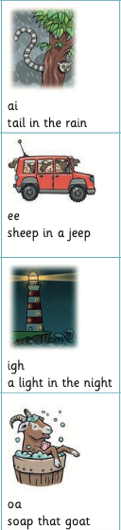 ai
tail in the rain
ee
sheep in a jeep
igh
a light in the night
oa
soap that goat